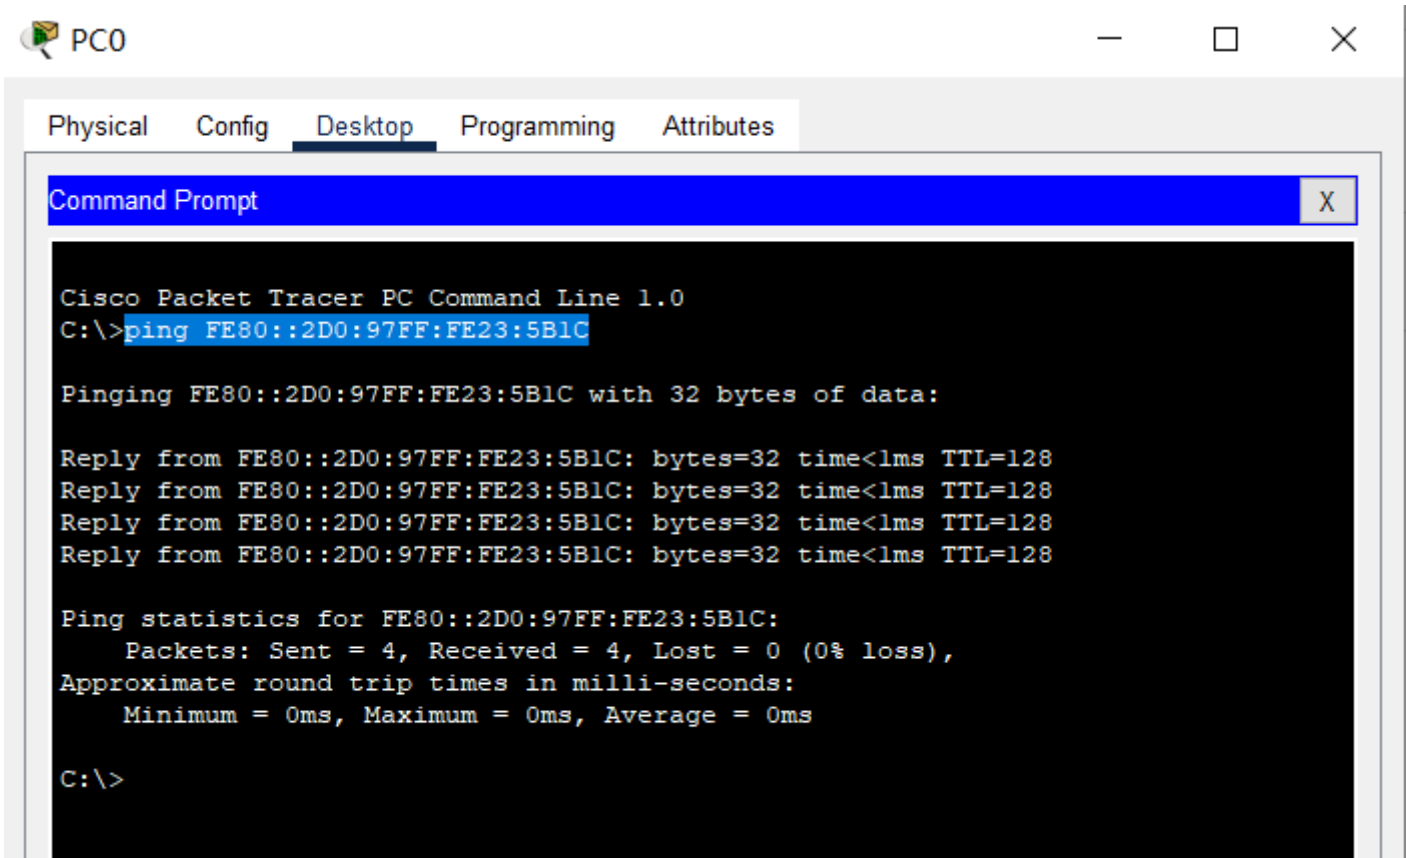 PC0
Physical Config Desktop Programming Attributes
Command Prompt X
Cisco Packet Tracer PC Command Line 1.0
C:\>ping FE80::2D0:97FF:FE23:5B1C
Pinging FE80::2D0:97FF:FE23:5B1C with 32 bytes of data:
Reply from FE80::2D0:97FF:FE23:5B1C: bytes=32 time<1ms TTL=128
Reply from FE80::2D0:97FF:FE23:5B1C: bytes=32 time<1ms TTL=128
Reply from FE80::2D0:97FF:FE23:5B1C: bytes=32 time<1ms TTL=128
Reply from FE80::2D0:97FF:FE23:5B1C: bytes=32 time<1ms TTL=128
Ping statistics for FE80::2D0:97FF:FE23:5B1C:
Packets: Sent = 4, Received = 4, Lost = 0 (0% loss),
Approximate round trip times in milli-seconds:
Minimum = 0ms, Maximum = 0ms, Average = 0ms
C:\>